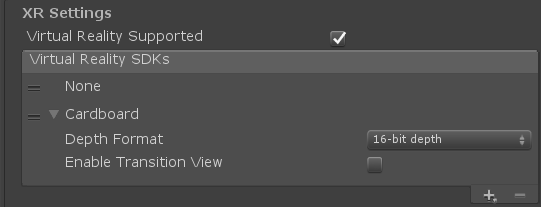 XR Settings
Virtual Reality Supported
Virtual Reality SDKs
None
Cardboard
Depth Format 16-bit depth
Enable Transition View